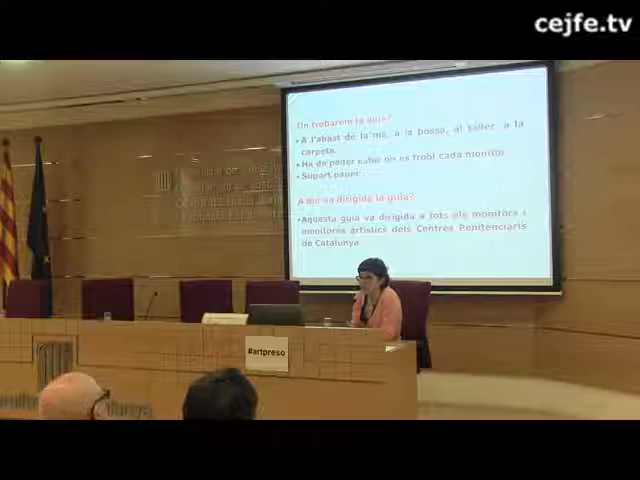 cejfe.tv
On trobarem la guia?
• A l'abast de la mà, a la bossa, al taller, a la
carpeta.
• Ha de poder estar on es trobi cada monitor
• Suport paper
A qui va dirigida la guia?
• Aquesta guia va dirigida a tots els monitors i
monitores artístics dels Centres Penitenciaris
de Catalunya
#artpreso